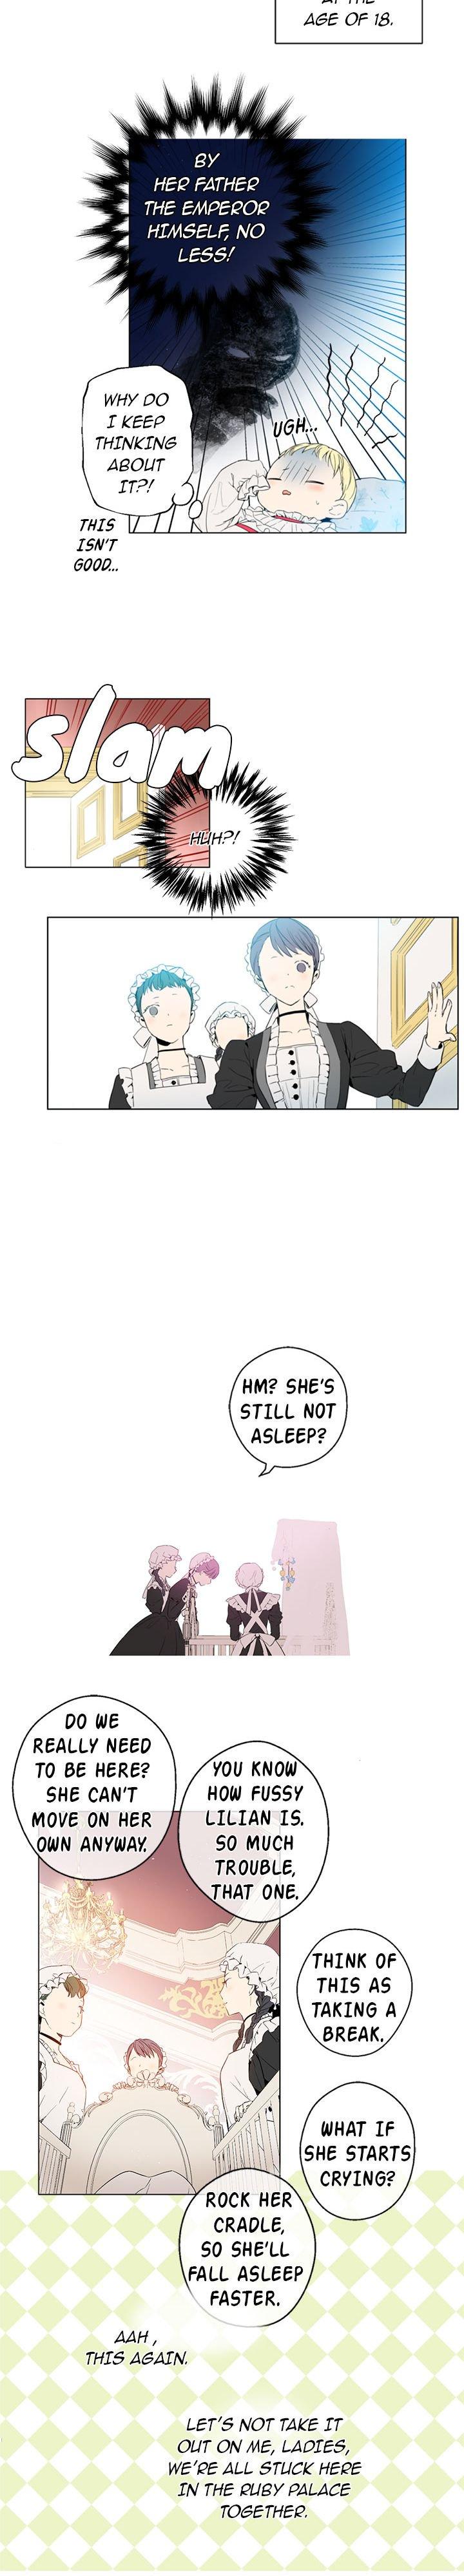 AT THE
AGE OF 18.
BY
HER FATHER
THE EMPEROR
HIMSELF, NO
LESS!
WHY DO
I KEEP
THINKING
ABOUT
IT?!
UGH...
THIS
ISN'T
GOOD...
slam
HUH?!
HM? SHE'S
STILL NOT
ASLEEP?
DO WE
REALLY NEED
TO BE HERE?
SHE CAN'T
MOVE ON HER
OWN ANYWAY.
YOU KNOW
HOW FUSSY
LILIAN IS.
SO MUCH
TROUBLE,
THAT ONE.
THINK OF
THIS AS
TAKING A
BREAK.
WHAT IF
SHE STARTS
CRYING?
ROCK HER
CRADLE,
SO SHE'LL
FALL ASLEEP
FASTER.
AAH,
THIS AGAIN.
LET'S NOT TAKE IT
OUT ON ME, LADIES,
WE'RE ALL STUCK HERE
IN THE RUBY PALACE
TOGETHER.